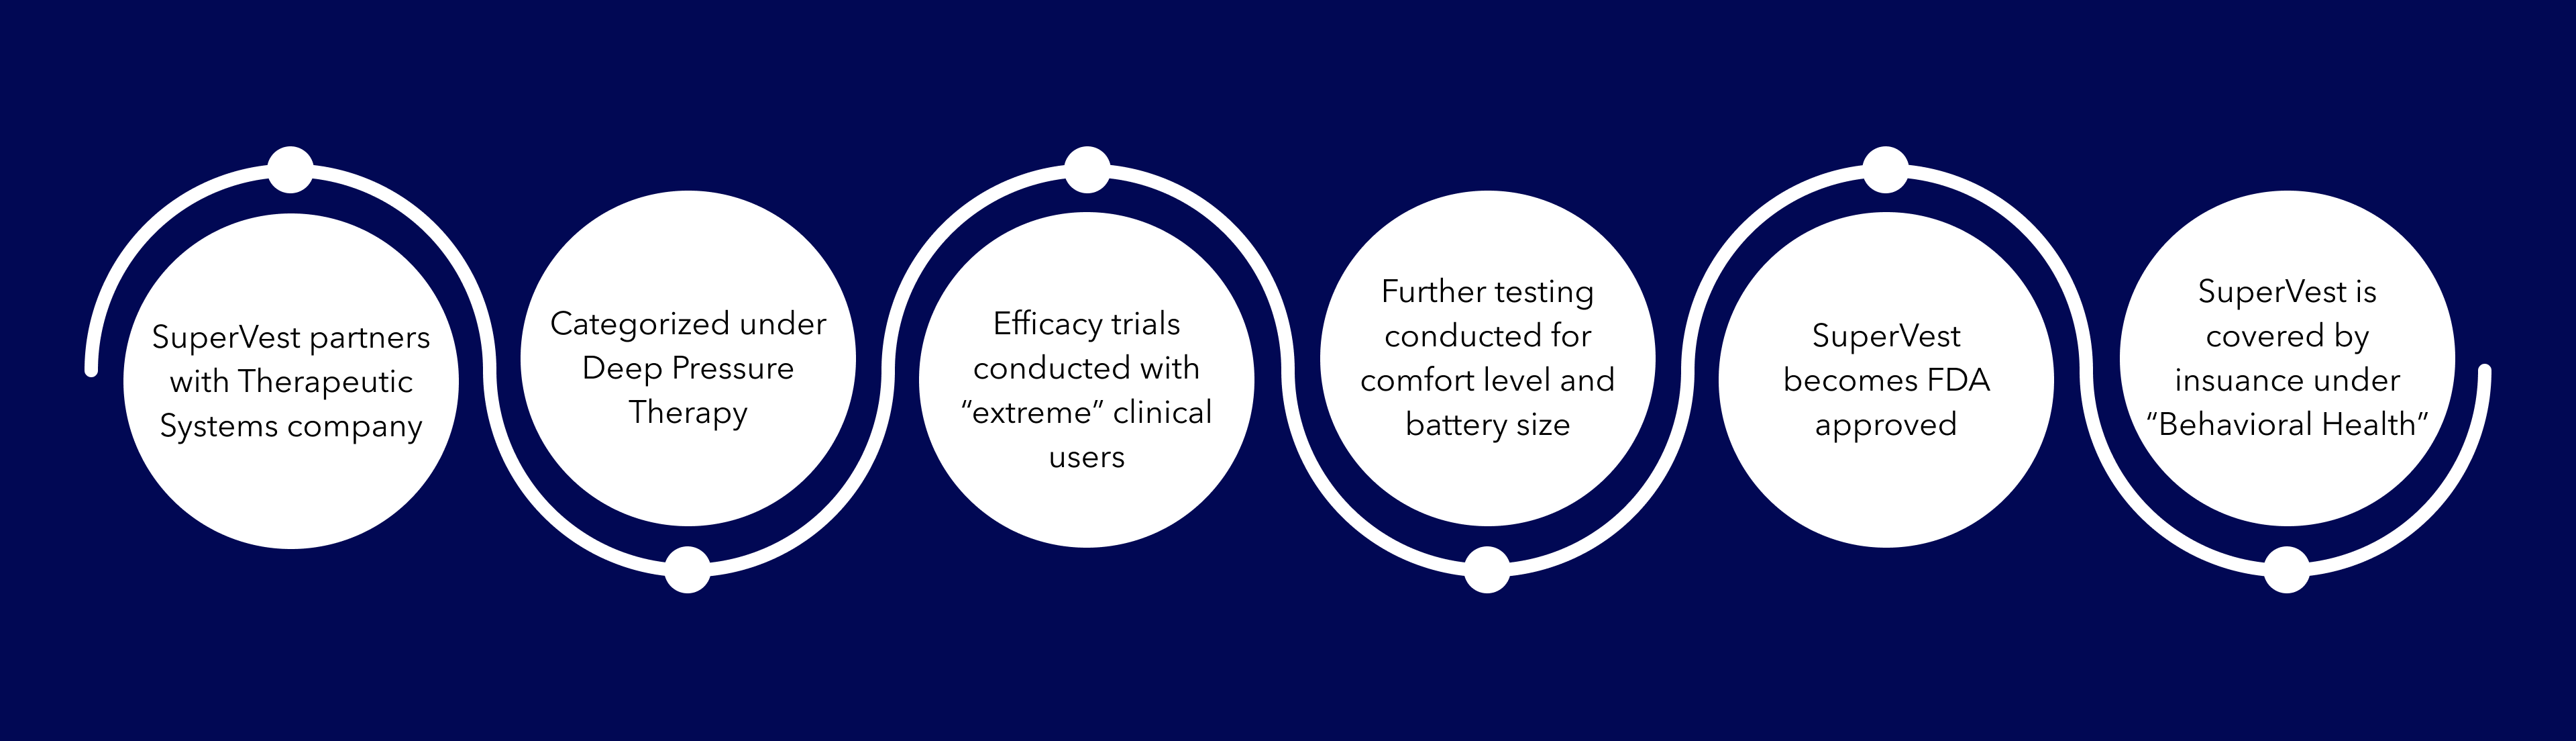 SuperVest partners
with Therapeutic
Systems company
Categorized under
Deep Pressure
Therapy
Efficacy trials
conducted with
“extreme” clinical
users
Further testing
conducted for
comfort level and
battery size
SuperVest
becomes FDA
approved
SuperVest is
covered by
insuance under
“Behavioral Health”